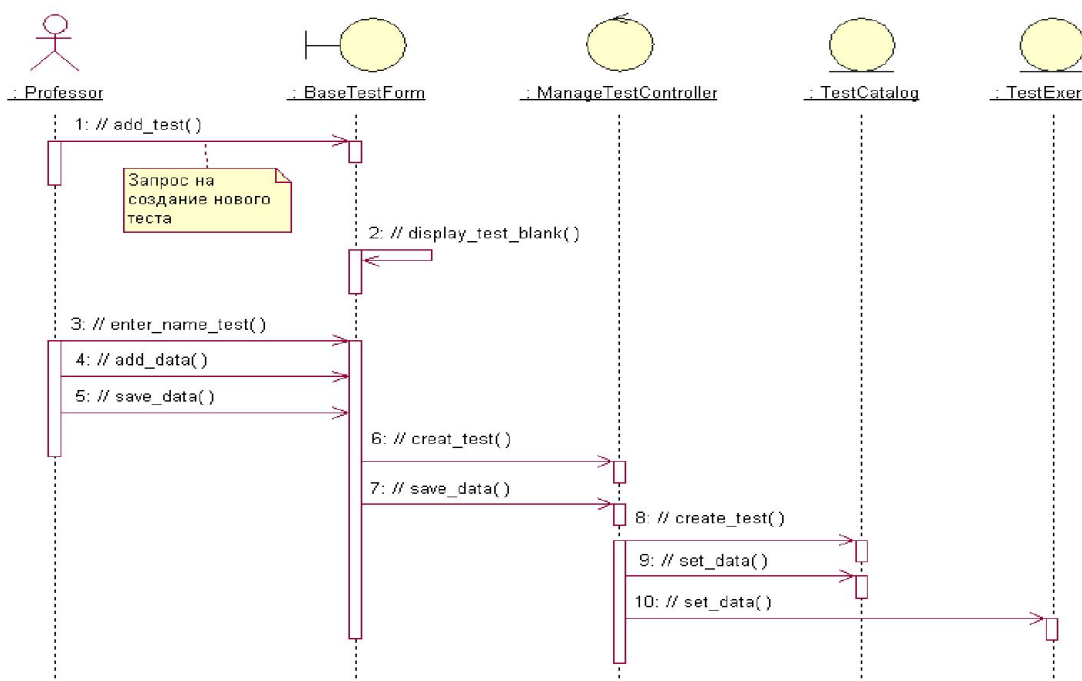 : Professor
: BaseTestForm
: ManageTestController
: TestCatalog
: TestExer
1: // add_test( )
Запрос на
создание нового
теста
2: // display_test_blank( )
3: // enter_name_test( )
4: // add_data( )
5: // save_data( )
6: // creat_test( )
7: // save_data( )
8: // create_test( )
9: // set_data( )
10: // set_data( )